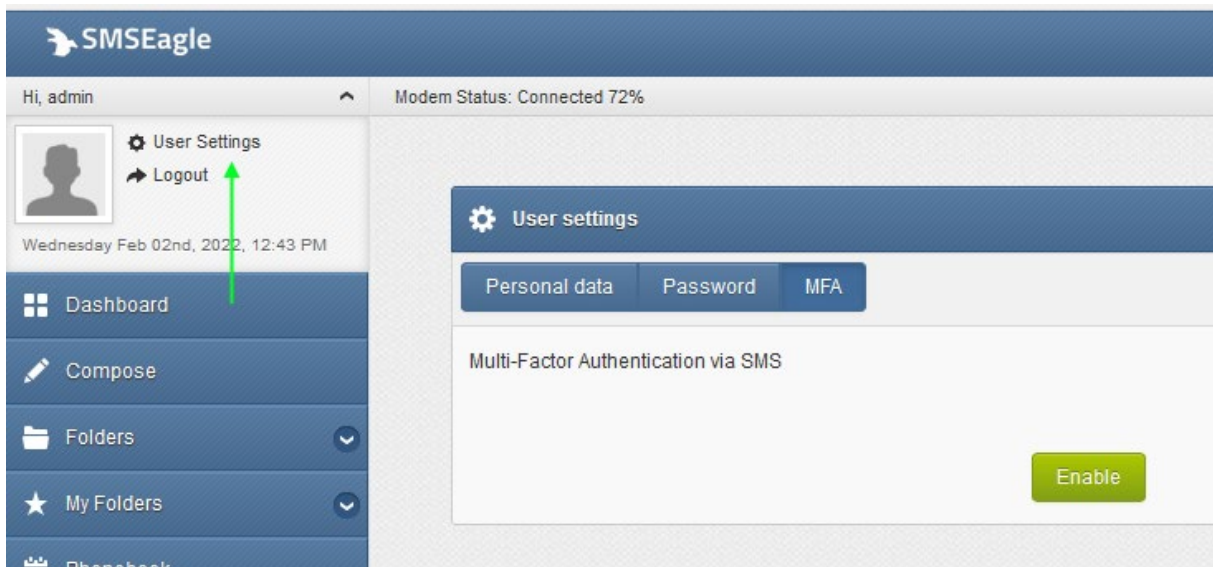 SMSEagle
Hi, admin
Modem Status: Connected 72%
User Settings
Logout
Wednesday Feb 02nd, 2022, 12:43 PM
Dashboard
Compose
Folders
My Folders
Phonebook
User settings
Personal data Password MFA
Multi-Factor Authentication via SMS
Enable